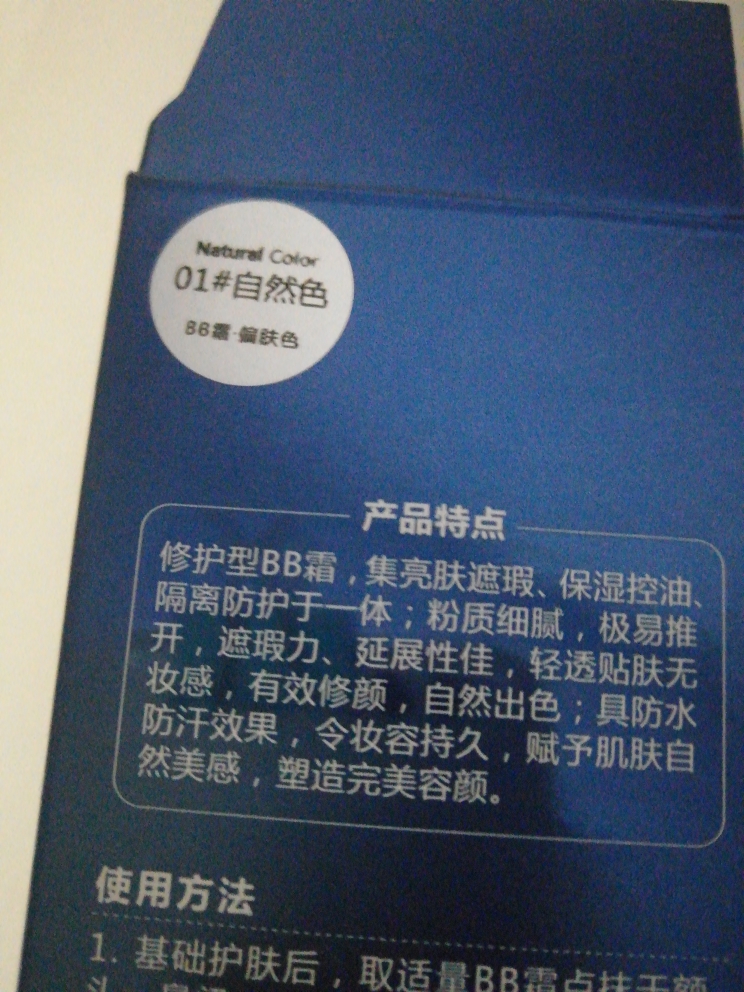 Natural Color
01#自然色
BB霜·偏肤色
产品特点
修护型BB霜，集亮肤遮瑕、保湿控油、
隔离防护于一体；粉质细腻，极易推
开，遮瑕力、延展性佳，轻透贴肤无
妆感，有效修颜，自然出色；具防水
防汗效果，令妆容持久，赋予肌肤自
然美感，塑造完美容颜。
使用方法
1. 基础护肤后，取适量BB霜点抹于额